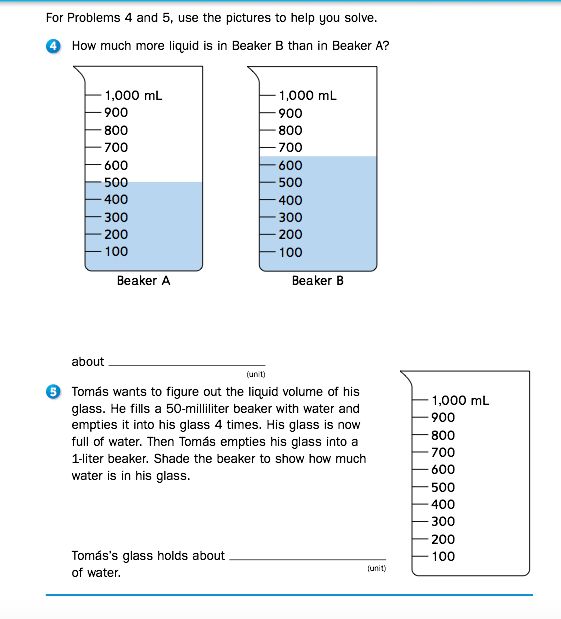 For Problems 4 and 5, use the pictures to help you solve.
4 How much more liquid is in Beaker B than in Beaker A?
1,000 mL
900
800
700
600
500
400
300
200
100
Beaker A
1,000 mL
900
800
700
600
500
400
300
200
100
Beaker B
about
(unit)
5 Tomás wants to figure out the liquid volume of his
glass. He fills a 50-milliliter beaker with water and
empties it into his glass 4 times. His glass is now
full of water. Then Tomás empties his glass into a
1-liter beaker. Shade the beaker to show how much
water is in his glass.
Tomás’s glass holds about
(unit)
of water.
1,000 mL
900
800
700
600
500
400
300
200
100